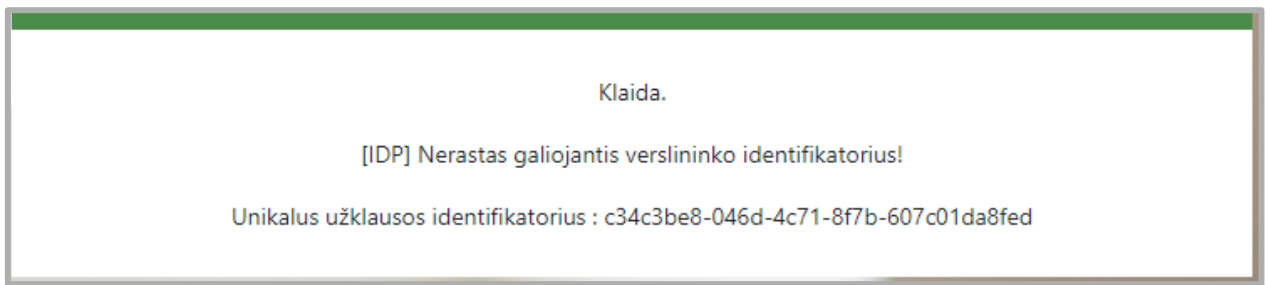 Klaida.
[IDP] Nerastas galiojantis verslininko identifikatorius!
Unikalus užklausos identifikatorius : c34c3be8-046d-4c71-8f7b-607c01da8fed